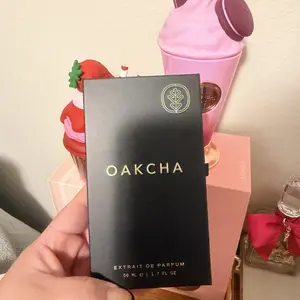 OAKCHA
EXTRAIT DE PARFUM
50 ML ℮ | 1.7 FL OZ